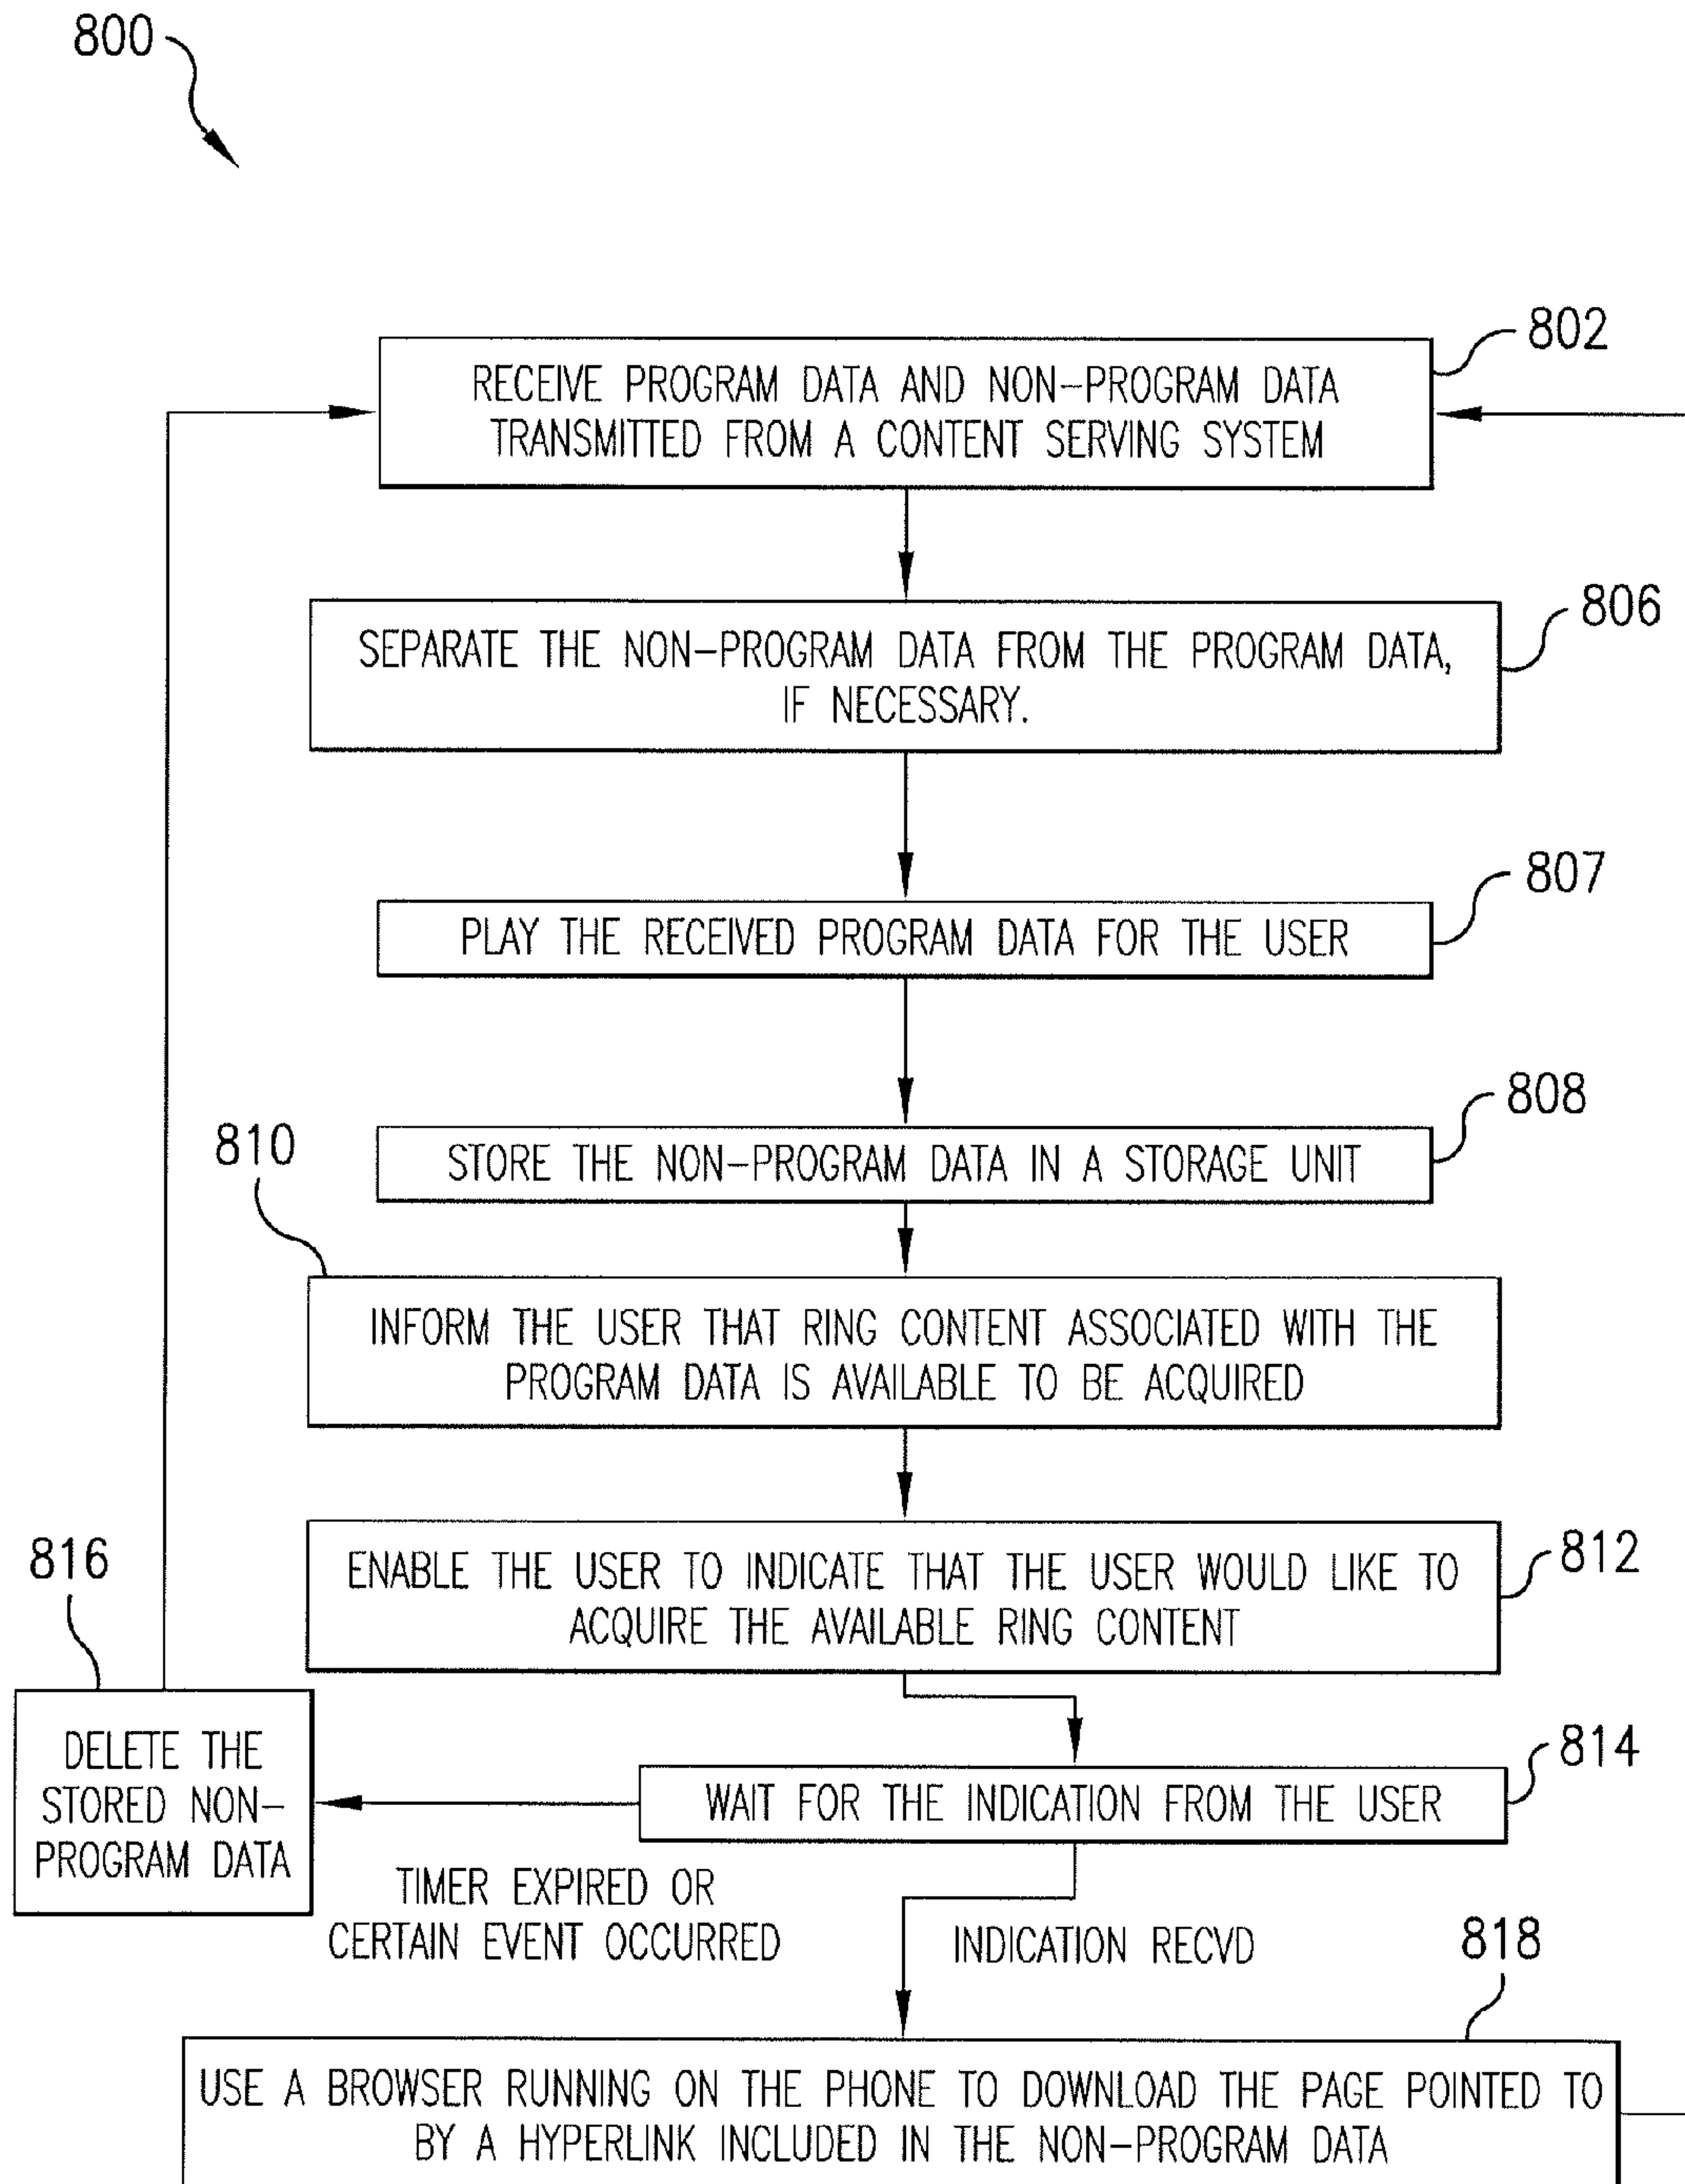 800
802
RECEIVE PROGRAM DATA AND NON-PROGRAM DATA
TRANSMITTED FROM A CONTENT SERVING SYSTEM
806
SEPARATE THE NON-PROGRAM DATA FROM THE PROGRAM DATA,
IF NECESSARY.
807
PLAY THE RECEIVED PROGRAM DATA FOR THE USER
808
STORE THE NON-PROGRAM DATA IN A STORAGE UNIT
810
INFORM THE USER THAT RING CONTENT ASSOCIATED WITH THE
PROGRAM DATA IS AVAILABLE TO BE ACQUIRED
812
ENABLE THE USER TO INDICATE THAT THE USER WOULD LIKE TO
ACQUIRE THE AVAILABLE RING CONTENT
816
DELETE THE
STORED NON-
PROGRAM DATA
814
WAIT FOR THE INDICATION FROM THE USER
TIMER EXPIRED OR
CERTAIN EVENT OCCURRED
INDICATION RECVD
818
USE A BROWSER RUNNING ON THE PHONE TO DOWNLOAD THE PAGE POINTED TO
BY A HYPERLINK INCLUDED IN THE NON-PROGRAM DATA